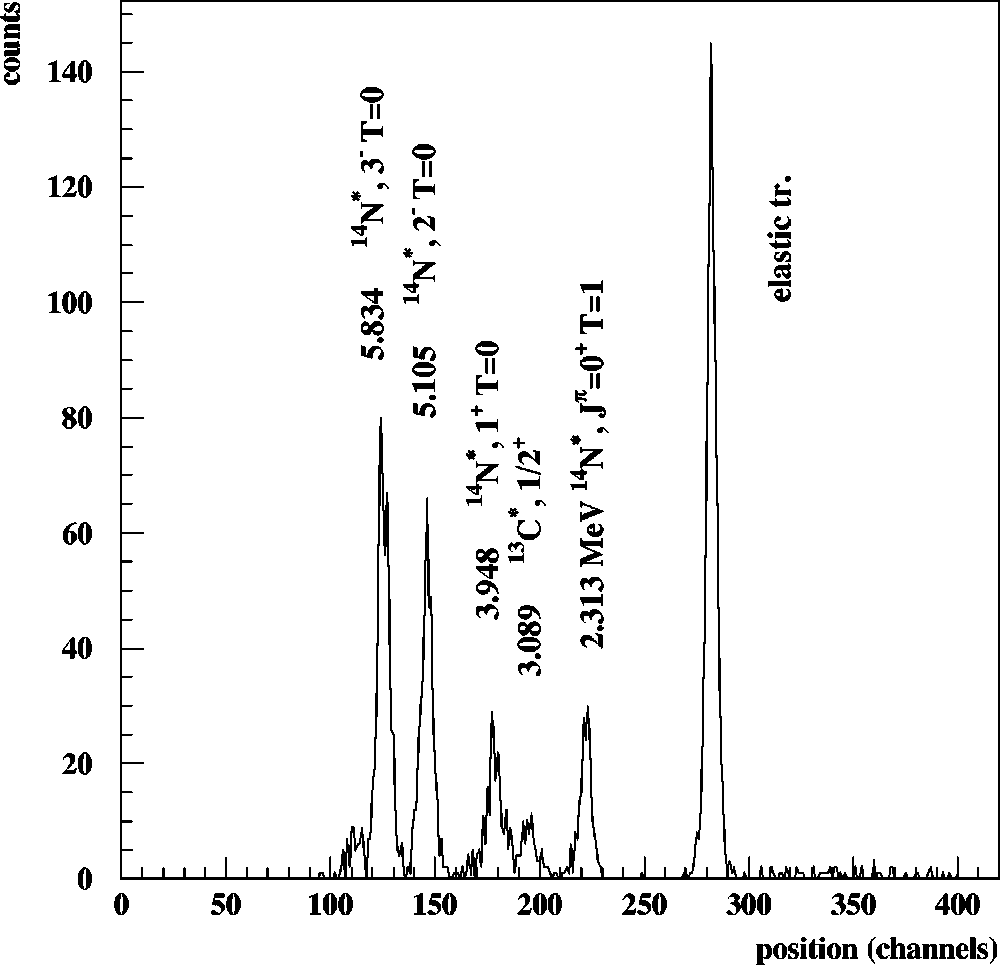 counts
140
120
100
80
60
40
20
0
5.834 ¹⁴N*, 3⁻ T=0
5.105 ¹⁴N*, 2⁻ T=0
3.948 ¹⁴N*, 1⁺ T=0
3.089 ¹³C*, 1/2⁺
2.313 MeV ¹⁴N*, Jᵖⁱ=0⁺ T=1
elastic tr.
0 50 100 150 200 250 300 350 400
position (channels)